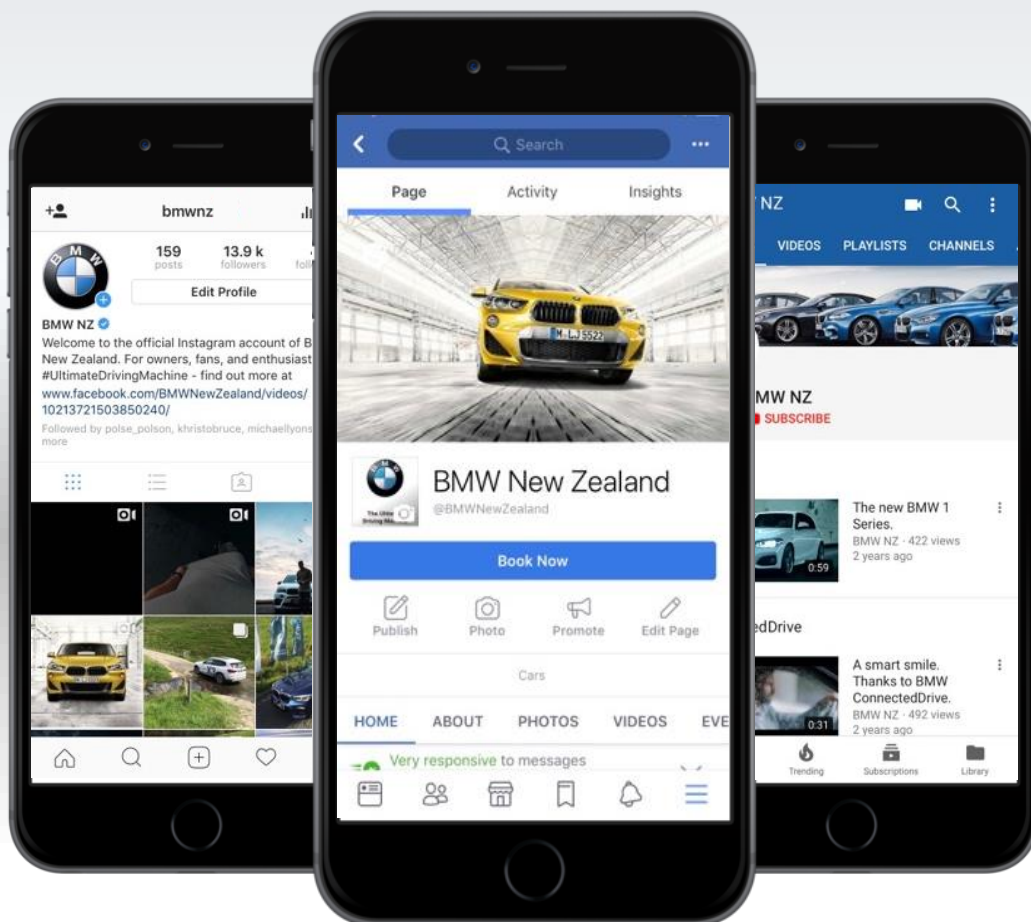 bmwnz
159
13.9 k
posts
followers
Edit Profile
BMW NZ
Welcome to the official Instagram account of B
New Zealand. For owners, fans, and enthusiast
#UltimateDrivingMachine - find out more at
www.facebook.com/BMWNewZealand/videos/
10213721503850240/
Followed by polse_polson, khristobruce, michaellyons
more
BMW
Search
Page
Activity
Insights
M-LJ 5522
BMW New Zealand
@BMWNewZealand
Book Now
Publish
Photo
Promote
Edit Page
Cars
HOME
ABOUT
PHOTOS
VIDEOS
EVE
Very responsive to messages
NZ
VIDEOS
PLAYLISTS
CHANNELS
MW NZ
SUBSCRIBE
The new BMW 1
Series.
BMW NZ · 422 views
2 years ago
0:59
edDrive
A smart smile.
Thanks to BMW
ConnectedDrive.
BMW NZ · 492 views
2 years ago
0:31
Trending
Subscriptions
Library